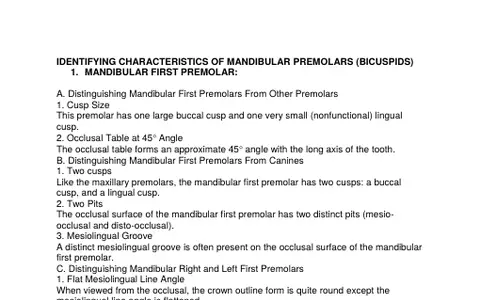 IDENTIFYING CHARACTERISTICS OF MANDIBULAR PREMOLARS (BICUSPIDS)
1. MANDIBULAR FIRST PREMOLAR:
A. Distinguishing Mandibular First Premolars From Other Premolars
1. Cusp Size
This premolar has one large buccal cusp and one very small (nonfunctional) lingual
cusp.
2. Occlusal Table at 45° Angle
The occlusal table forms an approximate 45° angle with the long axis of the tooth.
B. Distinguishing Mandibular First Premolars From Canines
1. Two cusps
Like the maxillary premolars, the mandibular first premolar has two cusps: a buccal
cusp, and a lingual cusp.
2. Two Pits
The occlusal surface of the mandibular first premolar has two distinct pits (mesio-
occlusal and disto-occlusal).
3. Mesiolingual Groove
A distinct mesiolingual groove is often present on the occlusal surface of the mandibular
first premolar.
C. Distinguishing Mandibular Right and Left First Premolars
1. Flat Mesiolingual Line Angle
When viewed from the occlusal, the crown outline form is quite round except the
mesiolingual line angle is flattened.